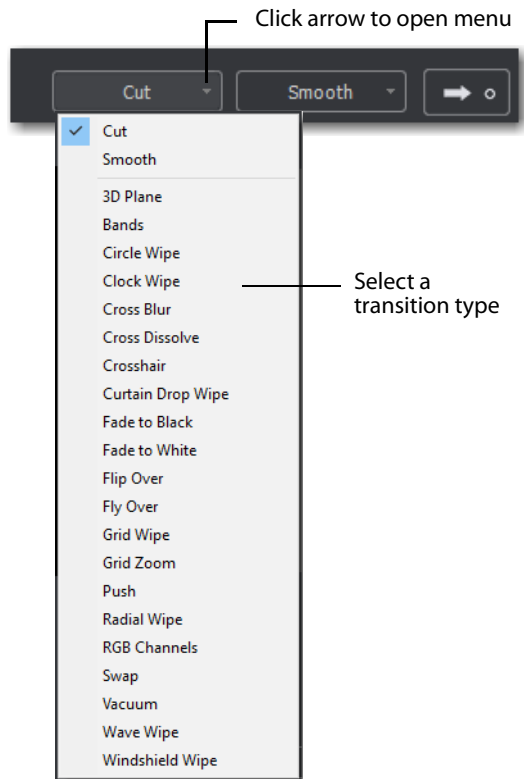 Click arrow to open menu
Cut Smooth
Cut
Smooth
3D Plane
Bands
Circle Wipe
Clock Wipe
Select a
transition type
Cross Blur
Cross Dissolve
Crosshair
Curtain Drop Wipe
Fade to Black
Fade to White
Flip Over
Fly Over
Grid Wipe
Grid Zoom
Push
Radial Wipe
RGB Channels
Swap
Vacuum
Wave Wipe
Windshield Wipe